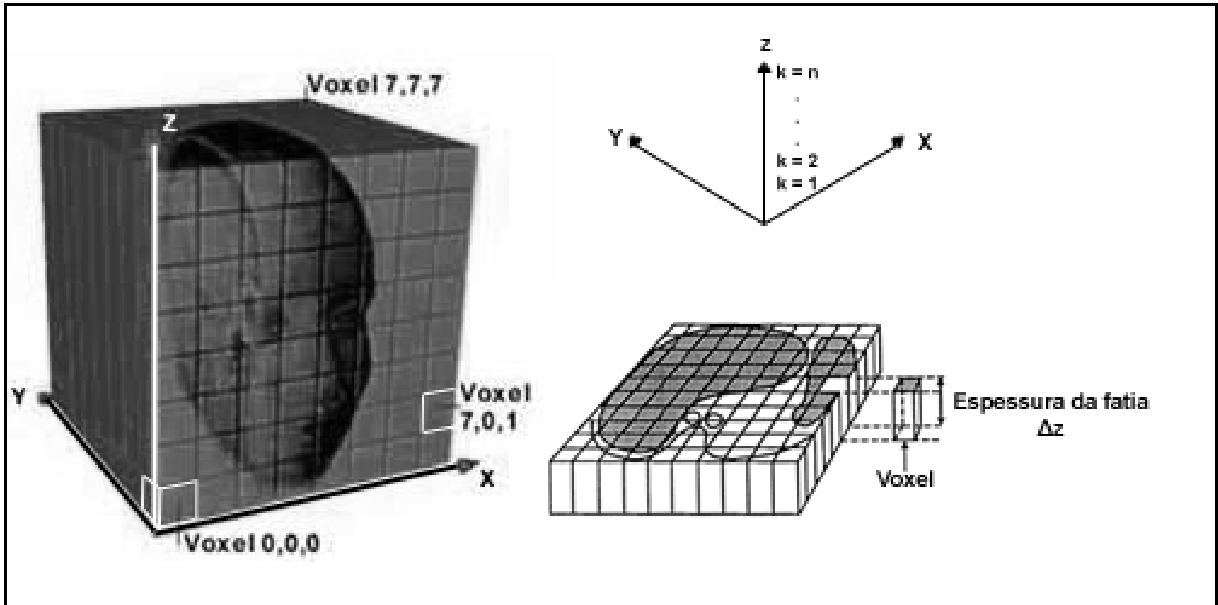 Voxel 7,7,7
Z
Y
Voxel
7,0,1
X
Voxel 0,0,0
z
k = n
.
.
.
k = 2
k = 1
Y
X
Espessura da fatia
Δz
Voxel